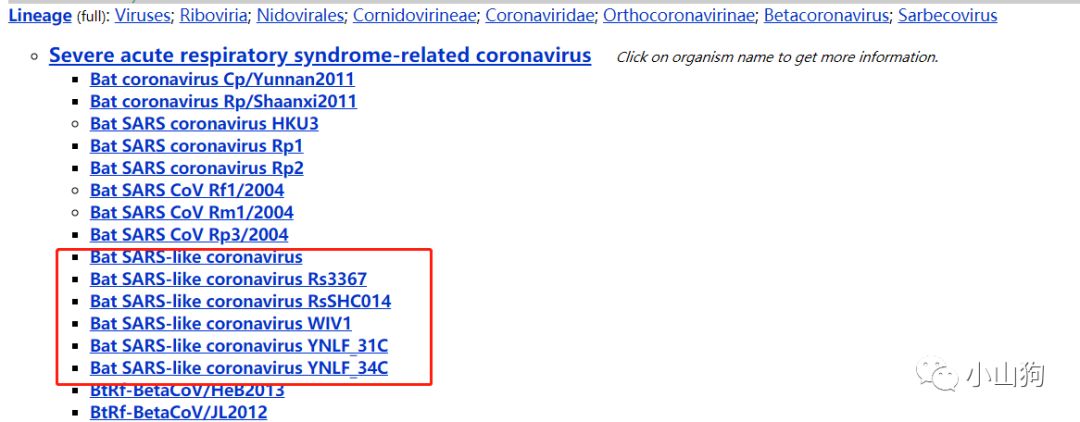 Lineage (full): Viruses; Riboviria; Nidovirales; Cornidovirineae; Coronaviridae; Orthocoronavirinae; Betacoronavirus; Sarbecovirus
Severe acute respiratory syndrome-related coronavirus Click on organism name to get more information.
Bat coronavirus Cp/Yunnan2011
Bat coronavirus Rp/Shaanxi2011
Bat SARS coronavirus HKU3
Bat SARS coronavirus Rp1
Bat SARS coronavirus Rp2
Bat SARS CoV Rf1/2004
Bat SARS CoV Rm1/2004
Bat SARS CoV Rp3/2004
Bat SARS-like coronavirus
Bat SARS-like coronavirus Rs3367
Bat SARS-like coronavirus RsSHC014
Bat SARS-like coronavirus WIV1
Bat SARS-like coronavirus YNLF_31C
Bat SARS-like coronavirus YNLF_34C
BtRf-BetaCoV/HeB2013
BtRf-BetaCoV/JL2012
小山狗